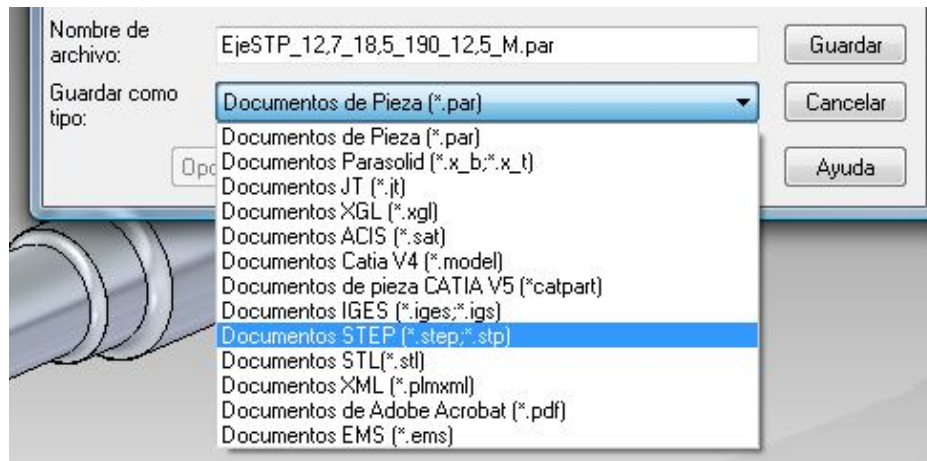 Nombre de
archivo:
EjeSTP_12,7_18,5_190_12,5_M.par
Guardar
Guardar como
tipo:
Documentos de Pieza (*.par)
Cancelar
Documentos de Pieza (*.par)
Documentos Parasolid (*.x_b;*.x_t)
Ayuda
Documentos JT (*.jt)
Documentos XGL (*.xgl)
Documentos ACIS (*.sat)
Documentos Catia V4 (*.model)
Documentos de pieza CATIA V5 (*catpart)
Documentos IGES (*.iges;*.igs)
Documentos STEP (*.step;*.stp)
Documentos STL(*.stl)
Documentos XML (*.plmxml)
Documentos de Adobe Acrobat (*.pdf)
Documentos EMS (*.ems)